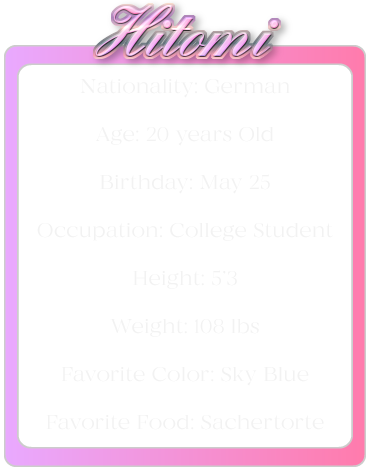 Hitomi
Nationality: German
Age: 20 years Old
Birthday: May 25
Occupation: College Student
Height: 5'3
Weight: 108 lbs
Favorite Color: Sky Blue
Favorite Food: Sachertorte